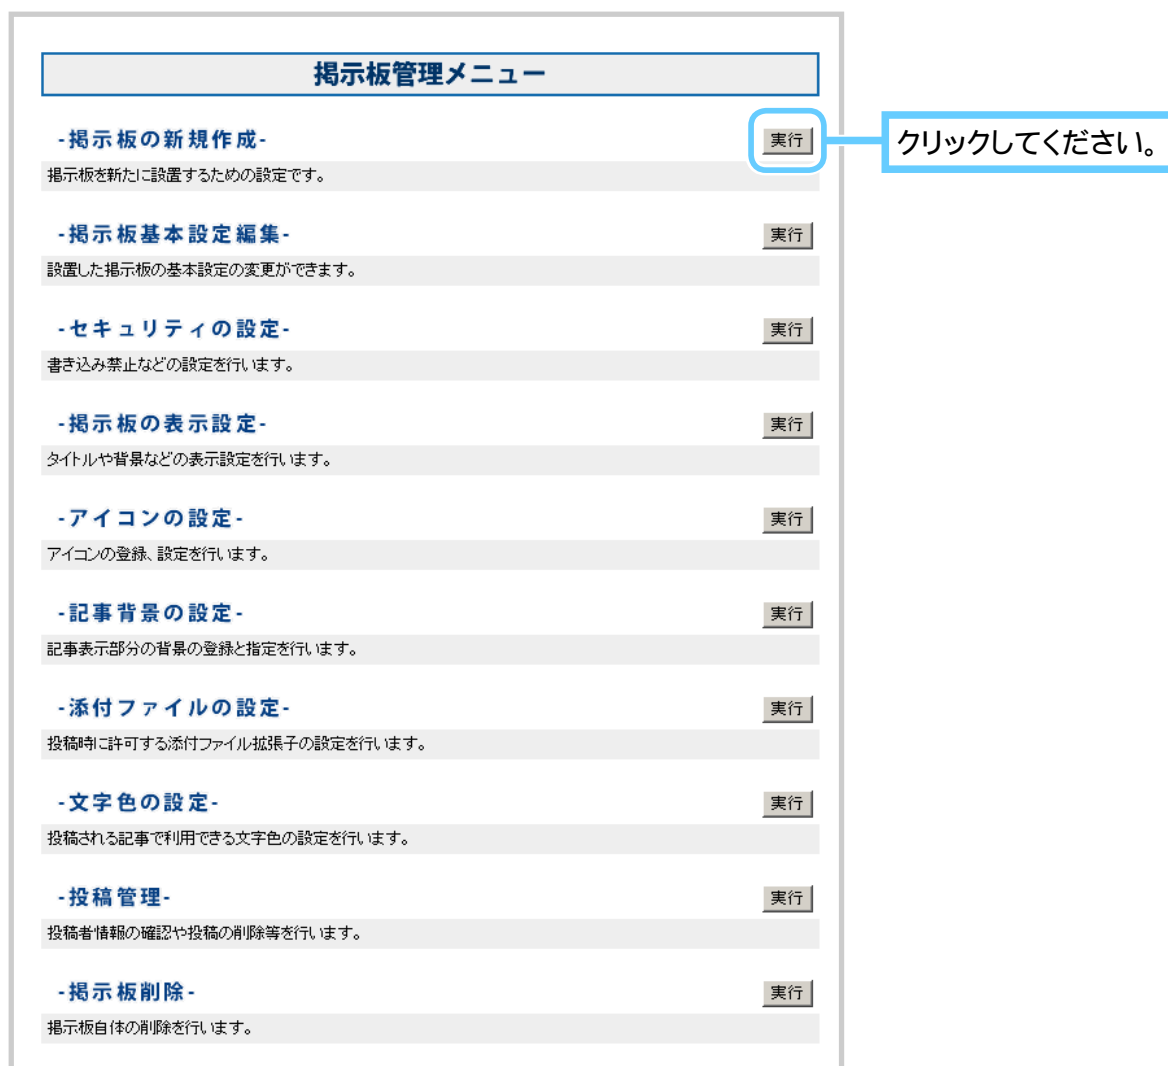 掲示板管理メニュー
-掲示板の新規作成-
実行
クリックしてください。
掲示板を新たに設置するための設定です。
-掲示板基本設定編集-
実行
設置した掲示板の基本設定の変更ができます。
-セキュリティの設定-
実行
書き込み禁止などの設定を行います。
-掲示板の表示設定-
実行
タイトルや背景などの表示設定を行います。
-アイコンの設定-
実行
アイコンの登録、設定を行います。
-記事背景の設定-
実行
記事表示部分の背景の登録と指定を行います。
-添付ファイルの設定-
実行
投稿時に許可する添付ファイル拡張子の設定を行います。
-文字色の設定-
実行
投稿される記事で利用できる文字色の設定を行います。
-投稿管理-
実行
投稿者情報の確認や投稿の削除等を行います。
-掲示板削除-
実行
掲示板自体の削除を行います。